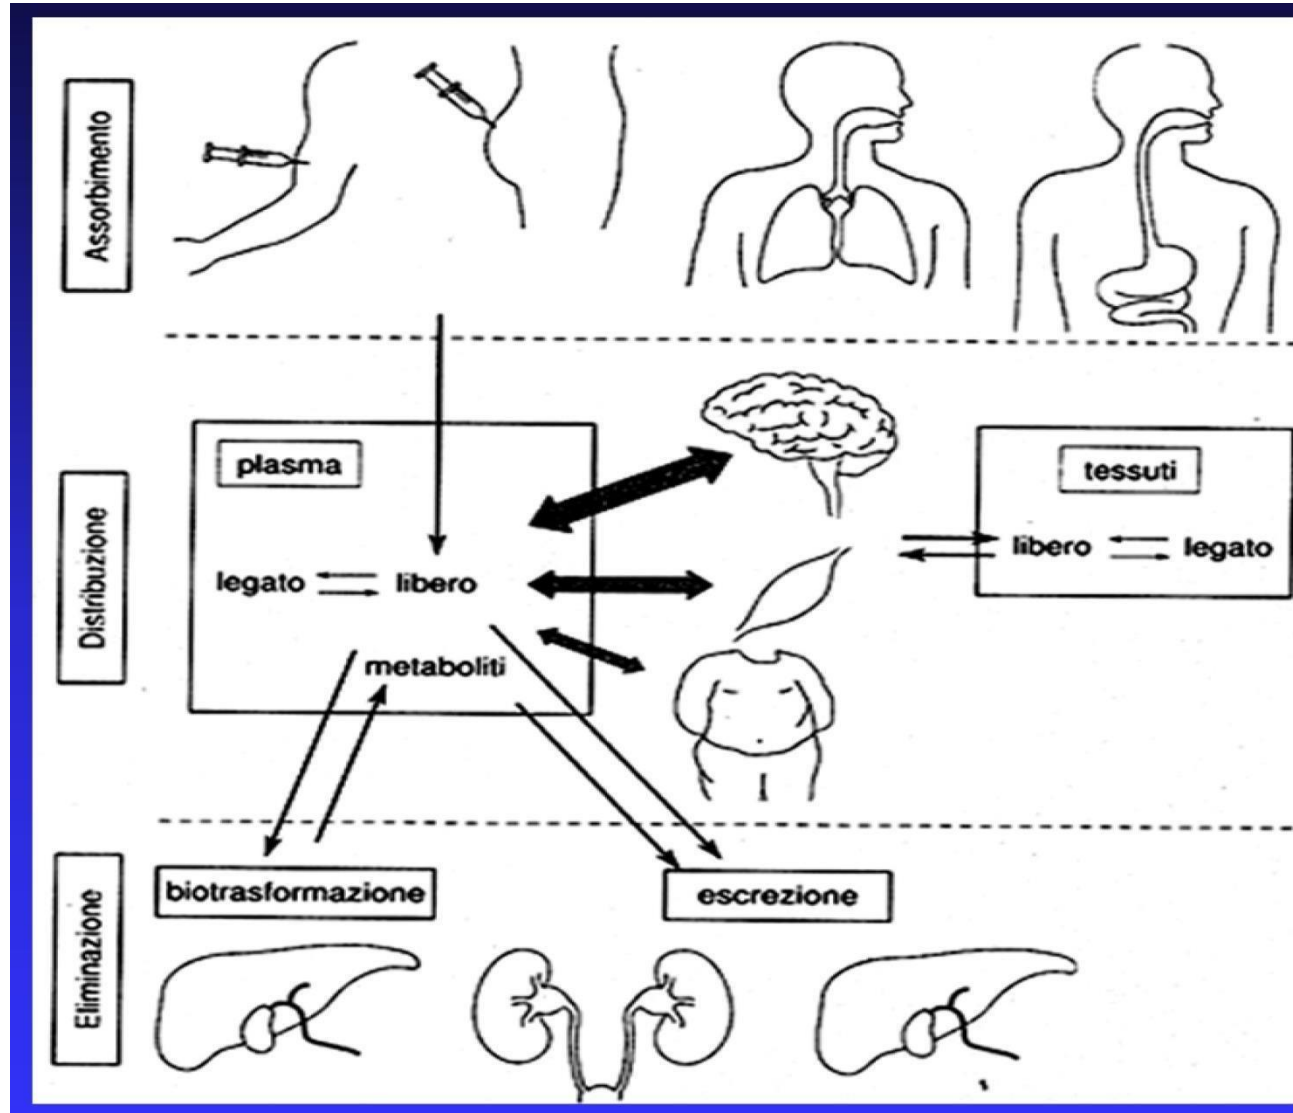 Assorbimento
Distribuzione
plasma
legato
libero
metaboliti
tessuti
libero
legato
Eliminazione
biotrasformazione
escrezione